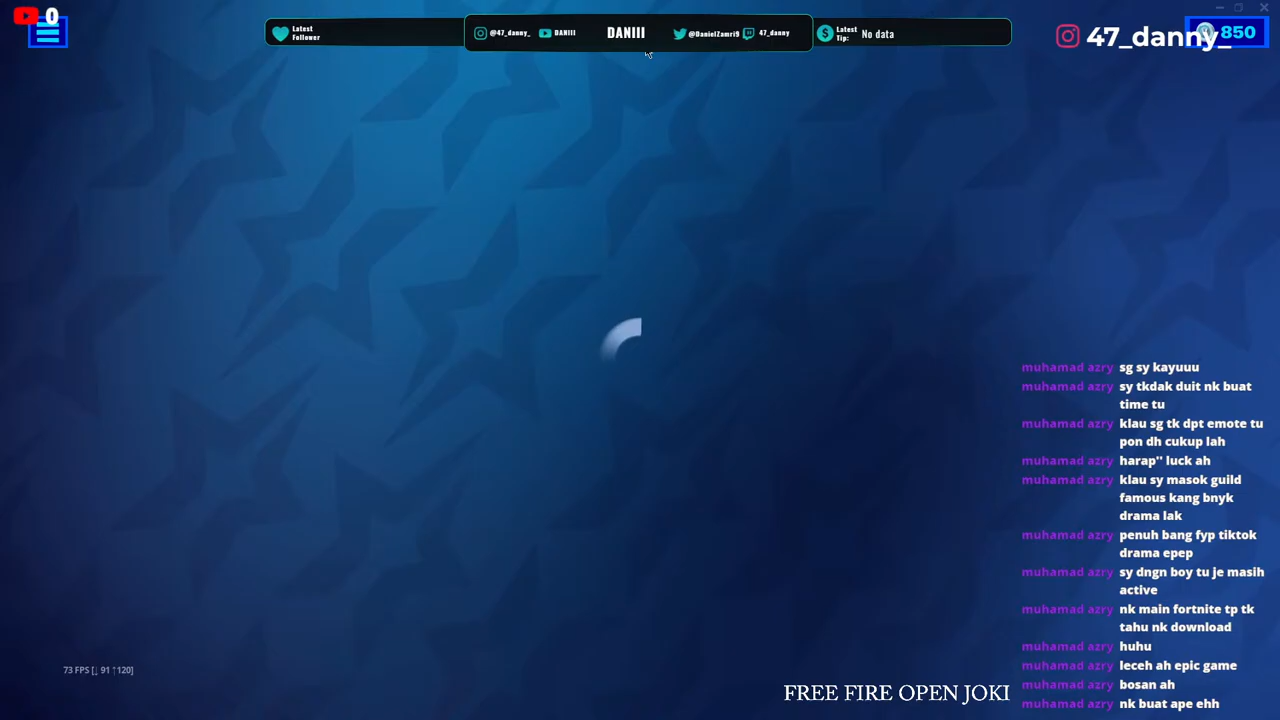 0
Latest
Follower
@47_danny_
DANIII
DANIII
@DanielZamri9
47_danny
Latest
Tip:
No data
47_danny_
850
muhamad azry sg sy kayuuu
muhamad azry sy tkdak duit nk buat
time tu
muhamad azry klau sg tk dpt emote tu
pon dh cukup lah
muhamad azry harap" luck ah
muhamad azry klau sy masok guild
famous kang bnyk
drama lak
muhamad azry penuh bang fyp tiktok
drama epep
muhamad azry sy dngn boy tu je masih
active
muhamad azry nk main fortnite tp tk
tahu nk download
muhamad azry huhu
muhamad azry leceh ah epic game
muhamad azry bosan ah
muhamad azry nk buat ape ehh
73 FPS [↓ 91 ↑120]
FREE FIRE OPEN JOKI